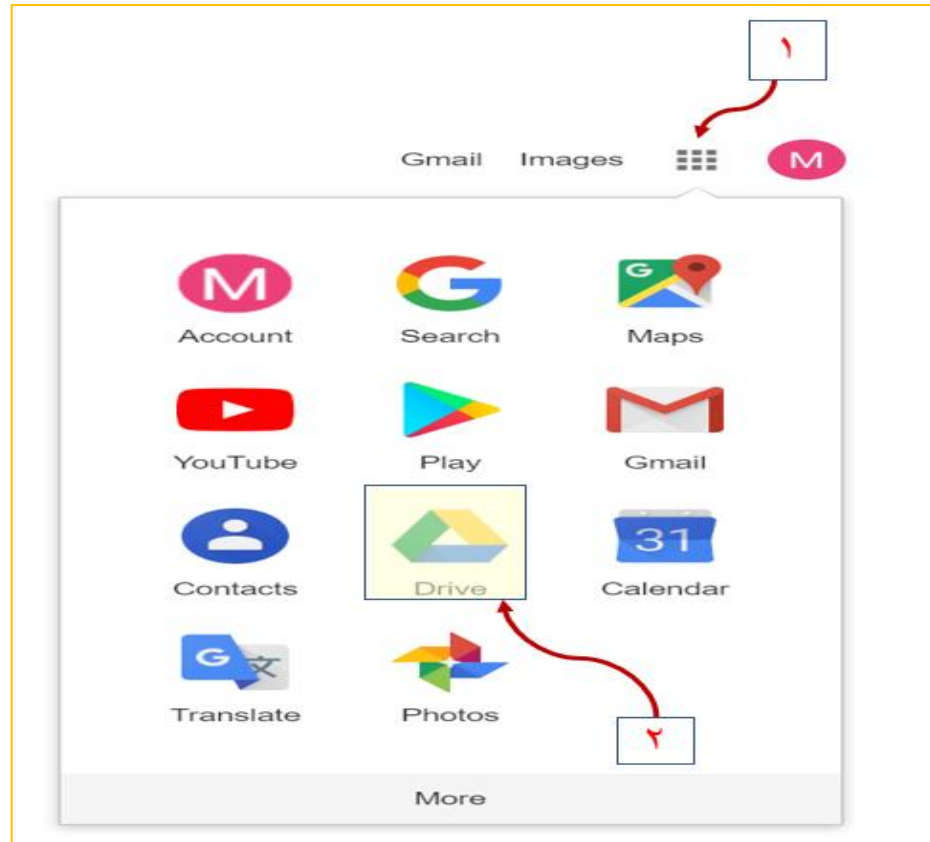 ١
Gmail Images M
M G G
Account Search Maps
YouTube Play Gmail
31
Contacts Drive Calendar
G 文
Translate Photos
٢
More